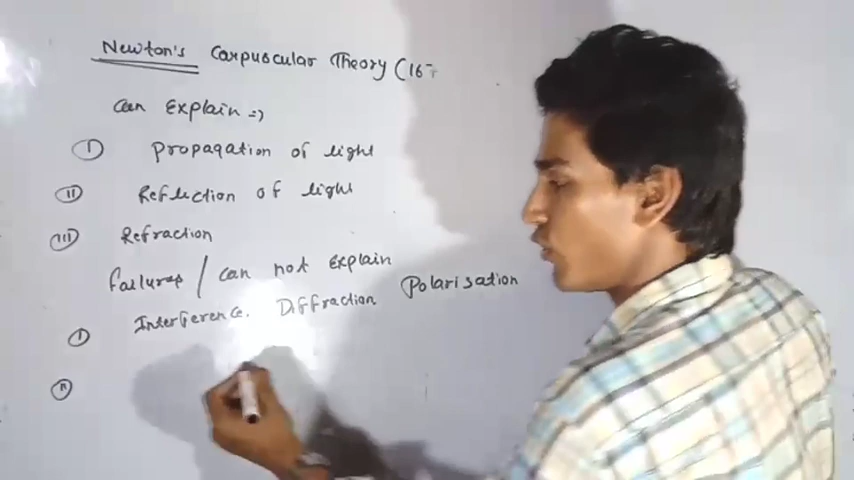 Newton's Corpuscular Theory (167
Can Explain =>
I Propagation of light
II Reflection of light
III Refraction
Failures / can not explain
I Interference. Diffraction Polarisation
II